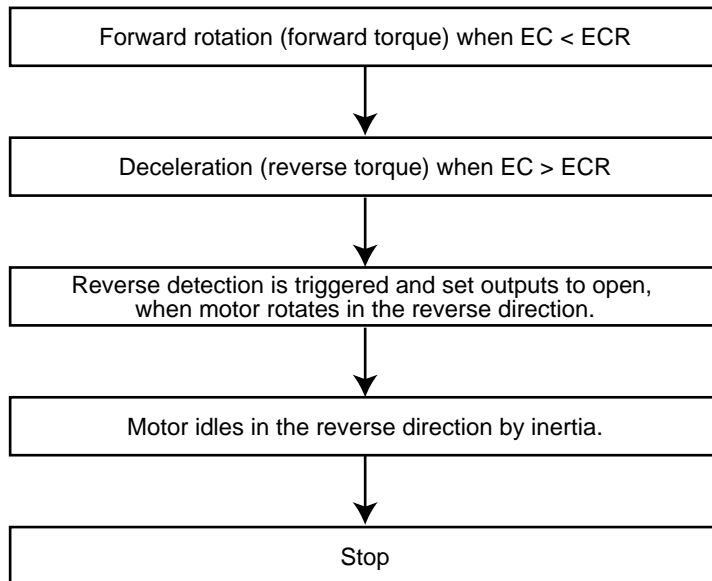 Forward rotation (forward torque) when EC < ECR
Deceleration (reverse torque) when EC > ECR
Reverse detection is triggered and set outputs to open,
when motor rotates in the reverse direction.
Motor idles in the reverse direction by inertia.
Stop